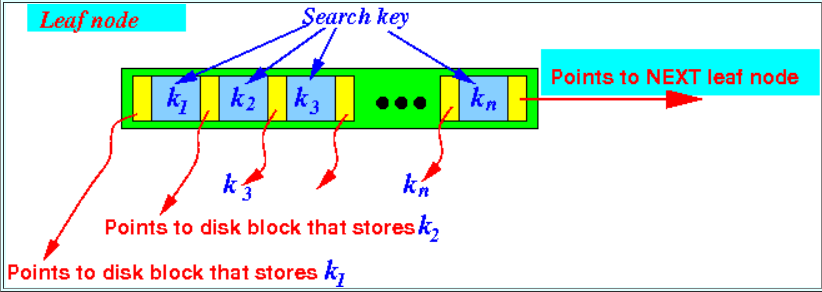 Leaf node
Search key
k1 k2 k3 kn
Points to NEXT leaf node
k3 kn
Points to disk block that stores k2
Points to disk block that stores k1